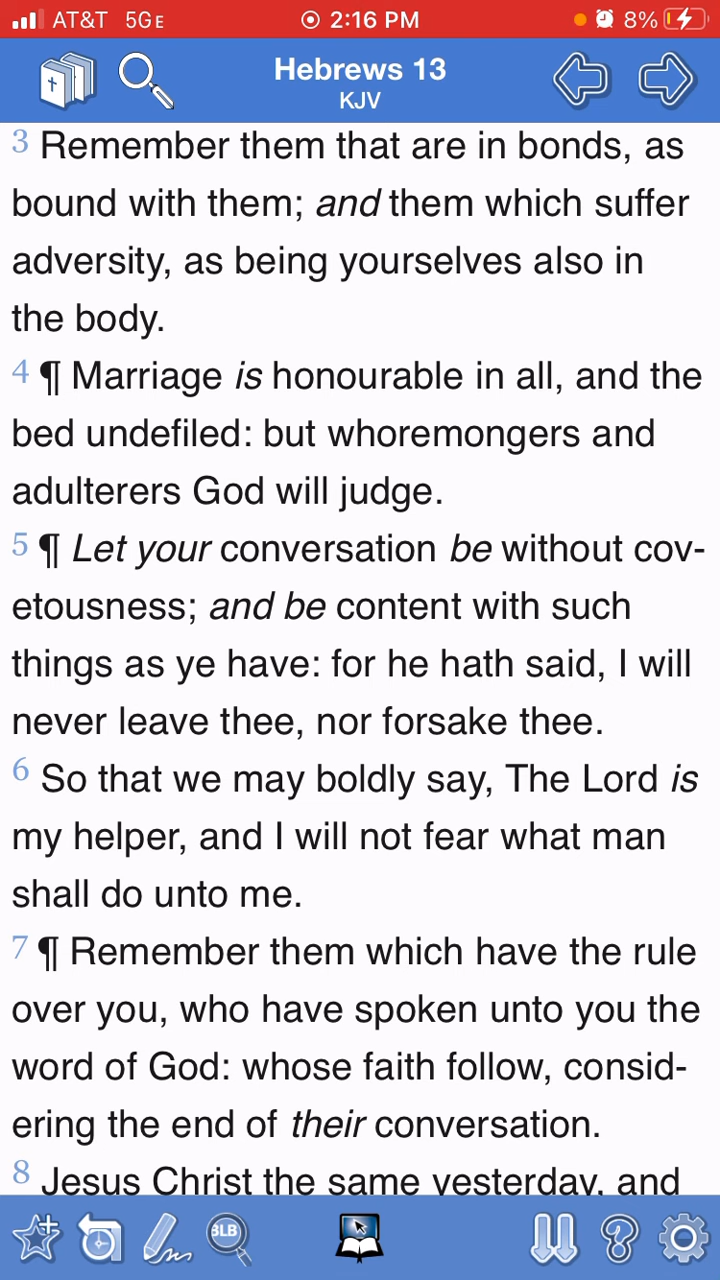 AT&T 5GE 2:16 PM 8%
Hebrews 13
KJV
3 Remember them that are in bonds, as
bound with them; and them which suffer
adversity, as being yourselves also in
the body.
4 ¶ Marriage is honourable in all, and the
bed undefiled: but whoremongers and
adulterers God will judge.
5 ¶ Let your conversation be without cov-
etousness; and be content with such
things as ye have: for he hath said, I will
never leave thee, nor forsake thee.
6 So that we may boldly say, The Lord is
my helper, and I will not fear what man
shall do unto me.
7 ¶ Remember them which have the rule
over you, who have spoken unto you the
word of God: whose faith follow, consid-
ering the end of their conversation.
8 Jesus Christ the same yesterday, and
BLB